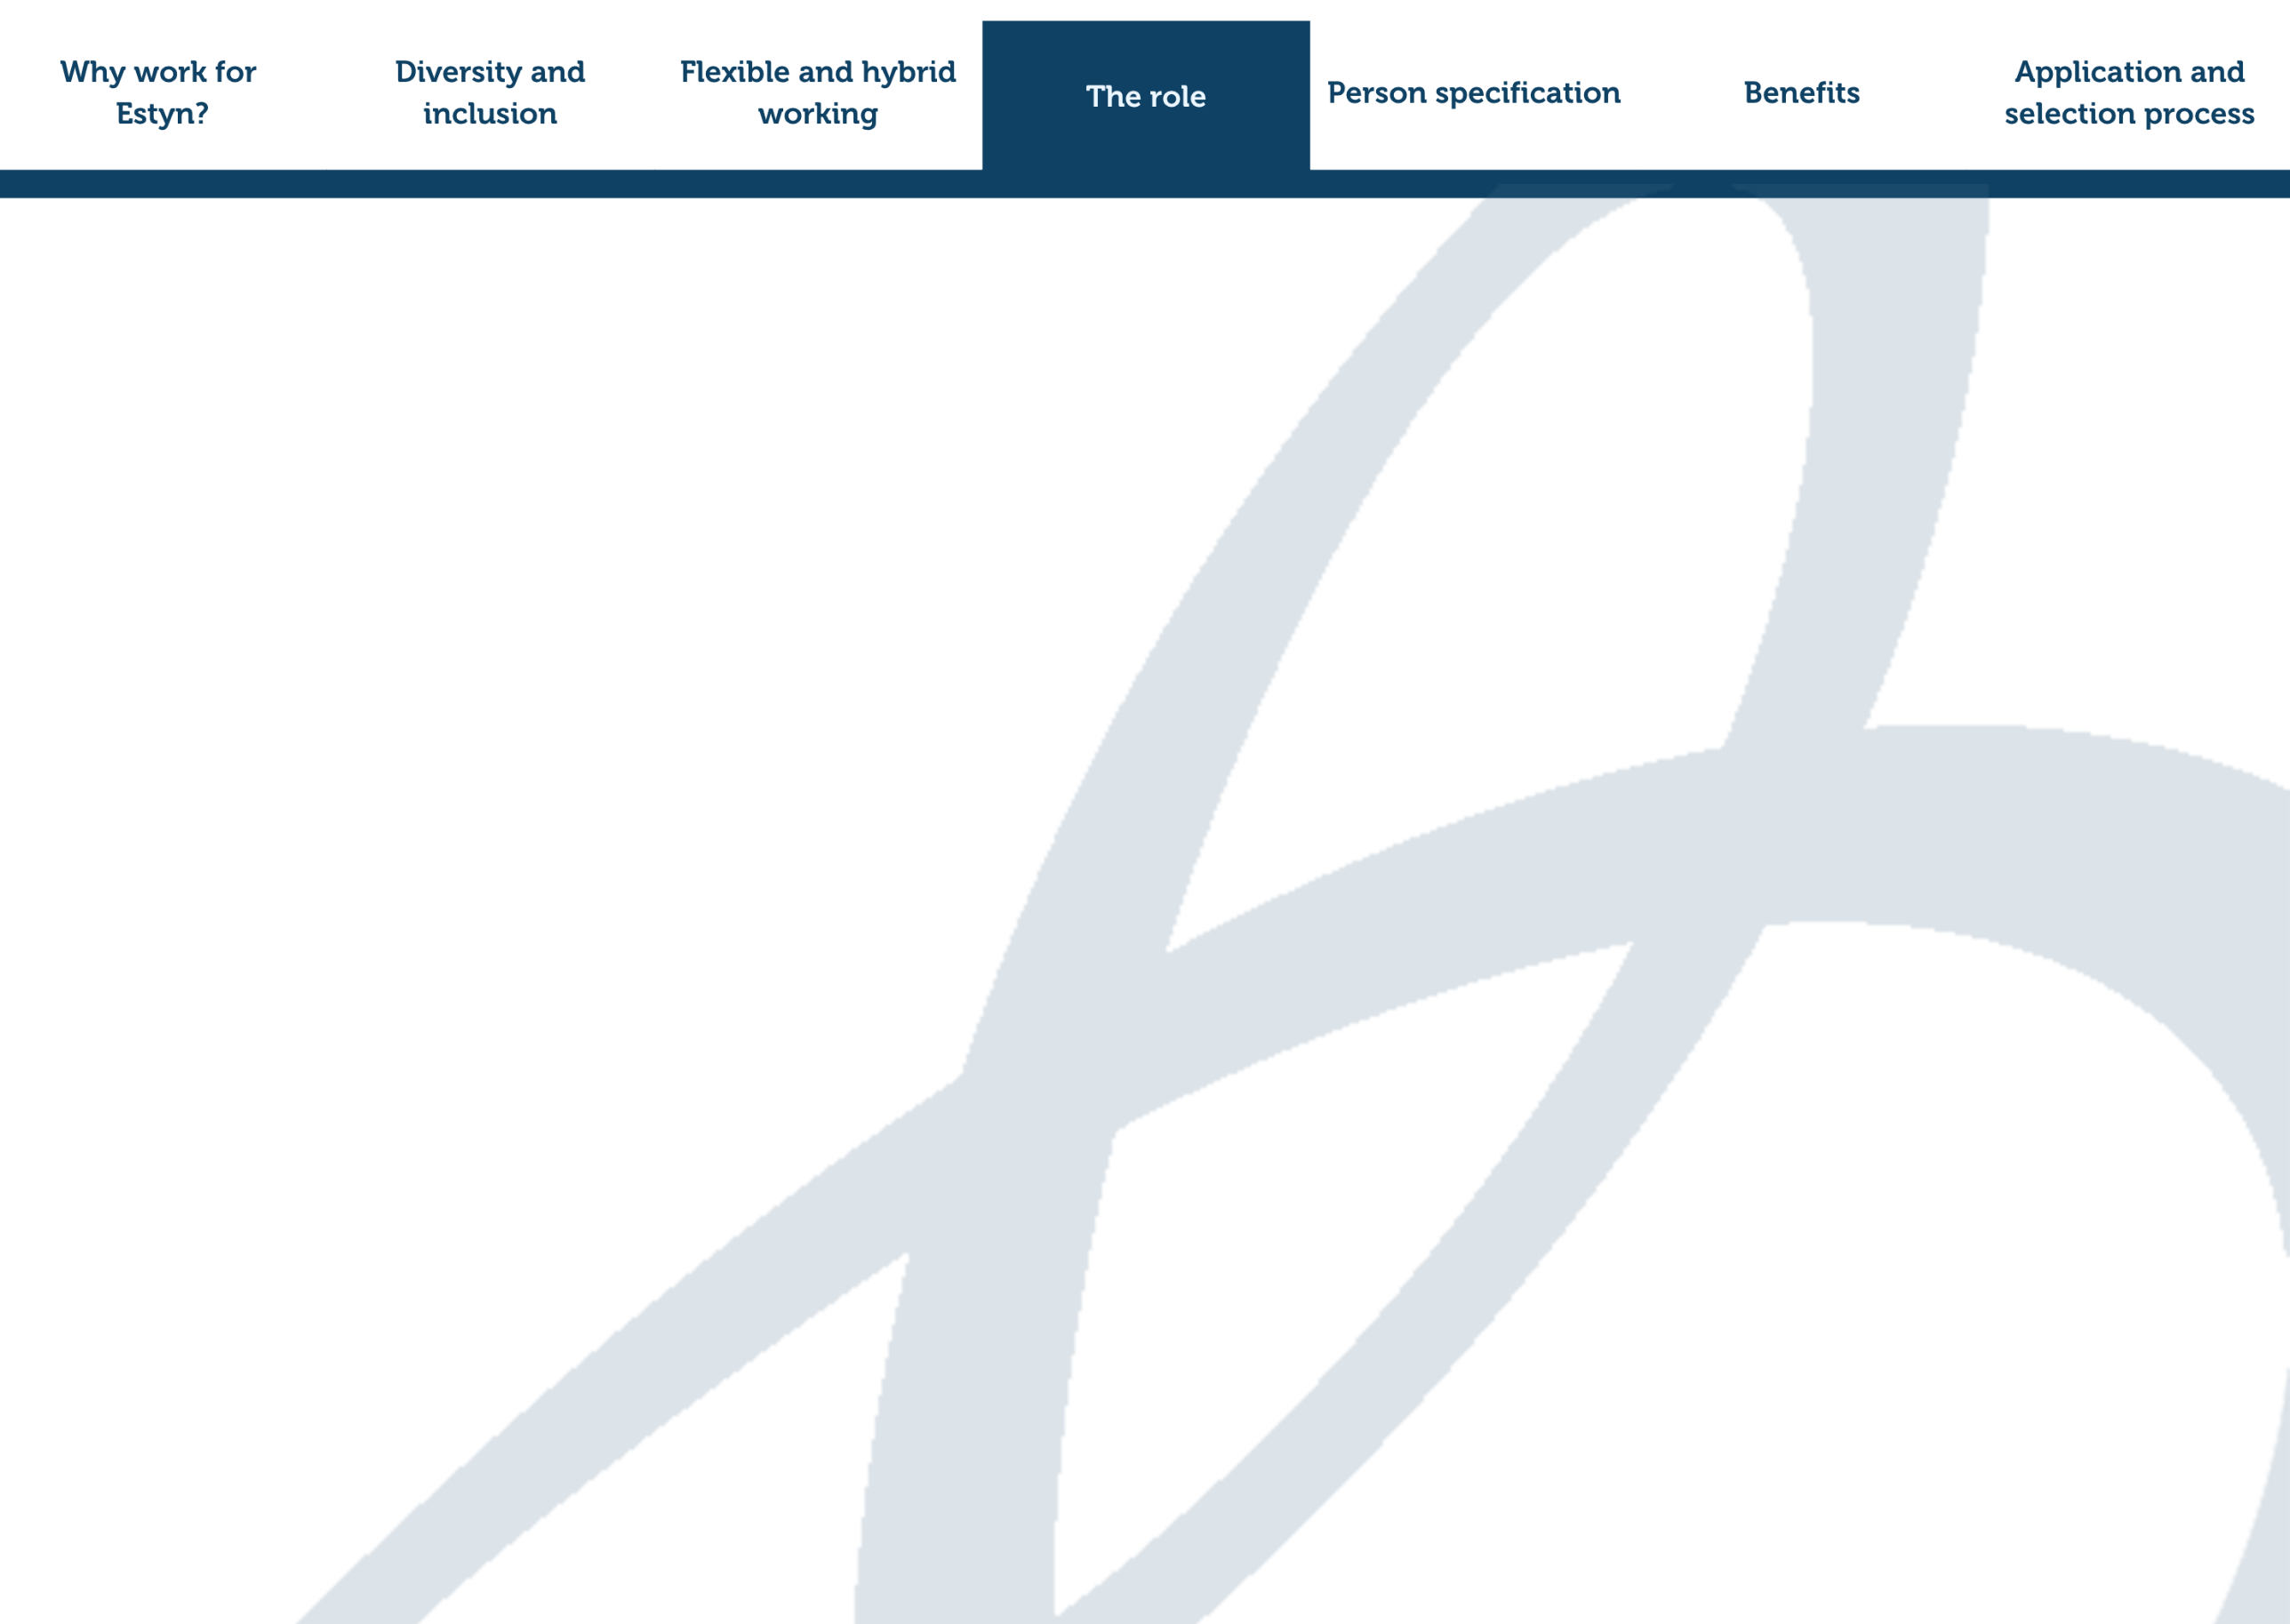 Why work for
Estyn?
Diversity and
inclusion
Flexible and hybrid
working
The role
Person specification
Benefits
Application and
selection process